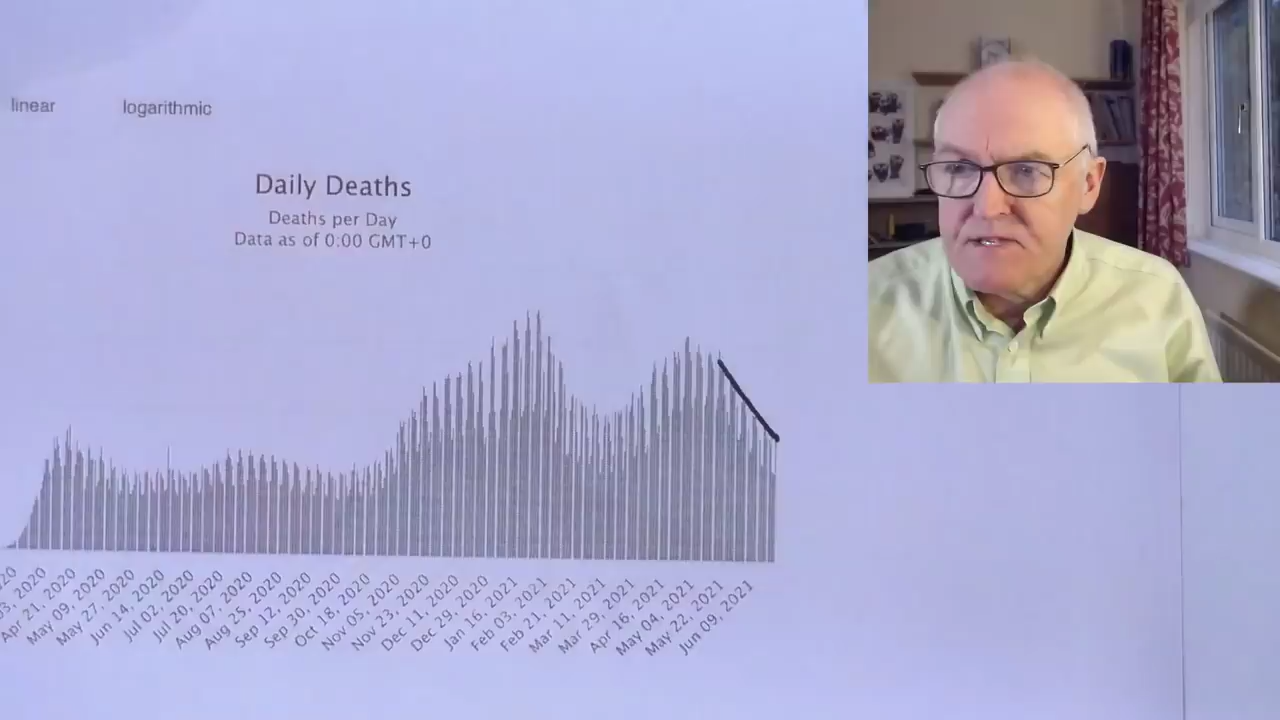 linear
logarithmic
Daily Deaths
Deaths per Day
Data as of 0:00 GMT+0
Apr 21, 2020
May 09, 2020
May 27, 2020
Jun 14, 2020
Jul 02, 2020
Jul 20, 2020
Aug 07, 2020
Aug 25, 2020
Sep 12, 2020
Sep 30, 2020
Oct 18, 2020
Nov 05, 2020
Nov 23, 2020
Dec 11, 2020
Dec 29, 2020
Jan 16, 2021
Feb 03, 2021
Feb 21, 2021
Mar 11, 2021
Mar 29, 2021
Apr 16, 2021
May 04, 2021
May 22, 2021
Jun 09, 2021